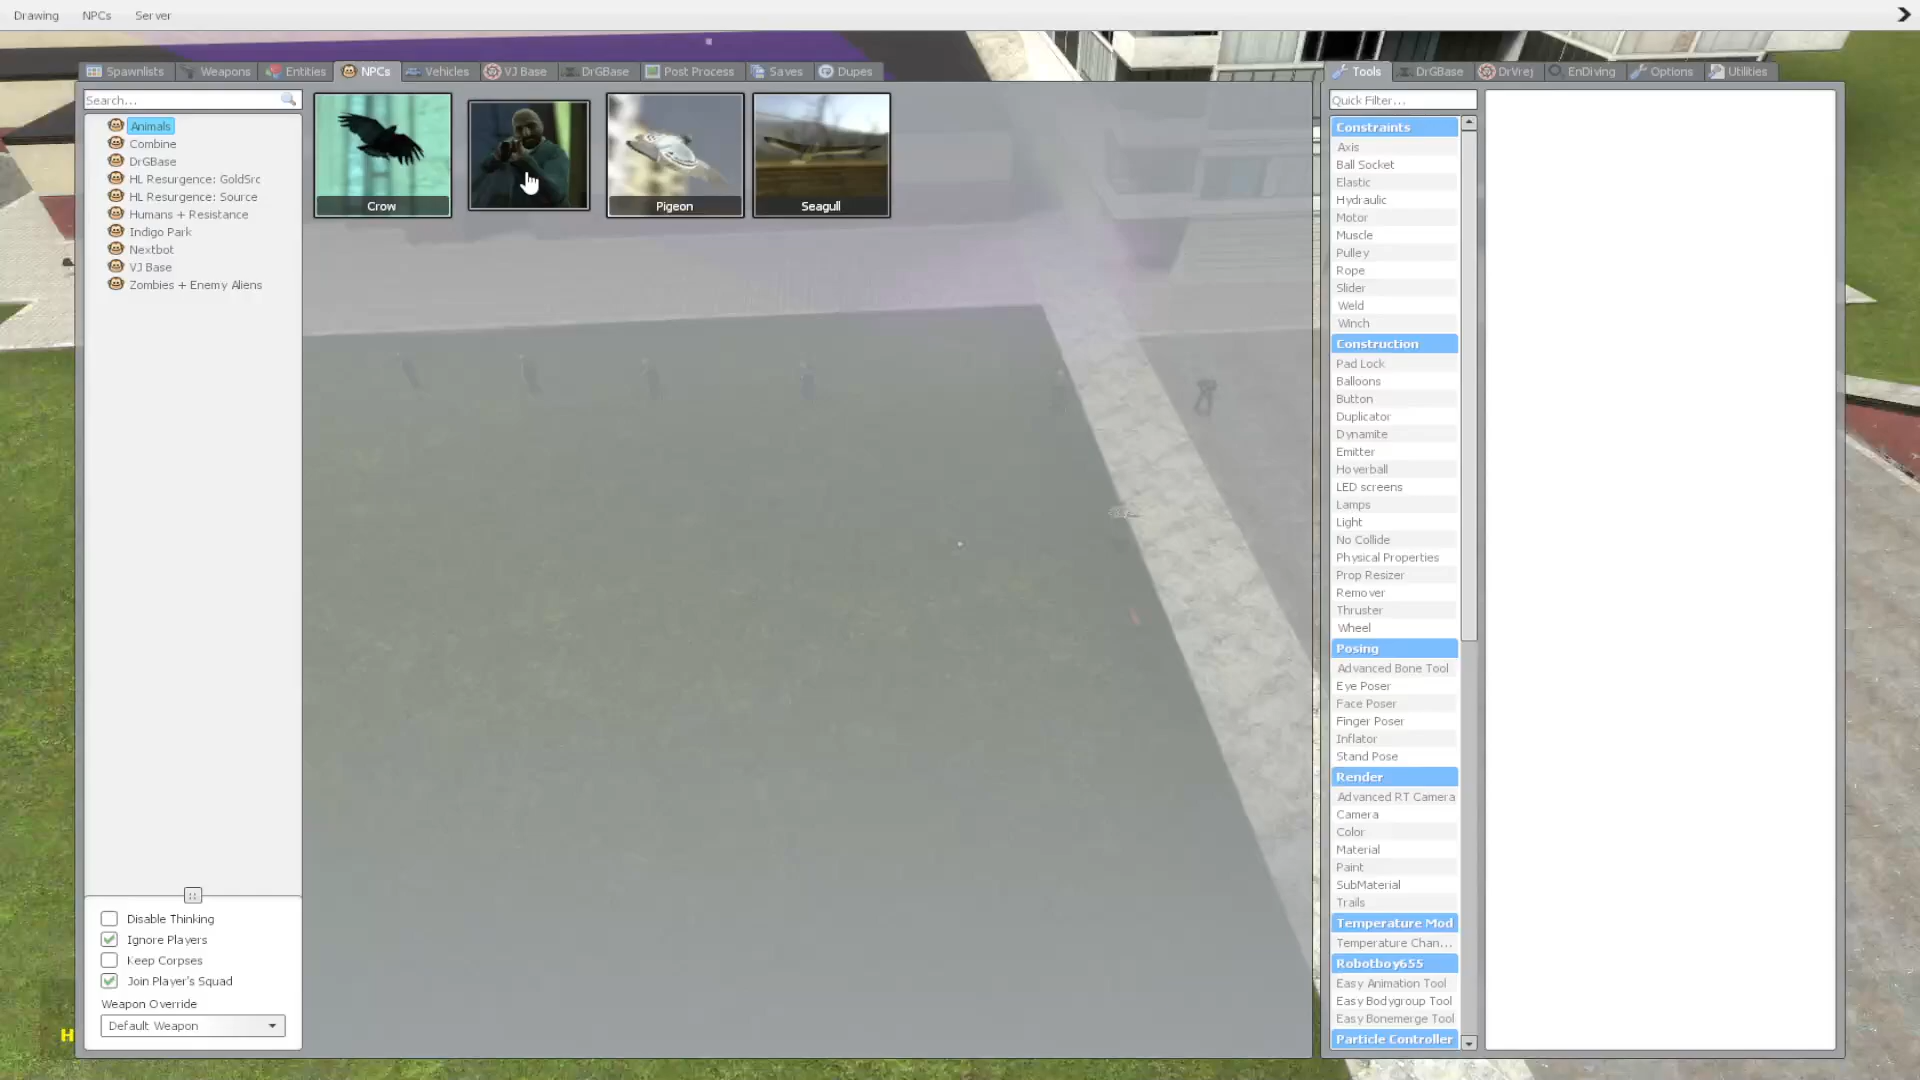 Drawing NPCs Server
Spawnlists Weapons Entities NPCs Vehicles VJ Base DrGBase Post Process Saves Dupes
Search...
Animals
Combine
DrGBase
HL Resurgence: GoldSrc
HL Resurgence: Source
Humans + Resistance
Indigo Park
Nextbot
VJ Base
Zombies + Enemy Aliens
Crow
Pigeon
Seagull
Disable Thinking
Ignore Players
Keep Corpses
Join Player's Squad
Weapon Override
Default Weapon
H
Tools DrGBase DrVrej EnDiving Options Utilities
Quick Filter...
Constraints
Axis
Ball Socket
Elastic
Hydraulic
Motor
Muscle
Pulley
Rope
Slider
Weld
Winch
Construction
Pad Lock
Balloons
Button
Duplicator
Dynamite
Emitter
Hoverball
LED screens
Lamps
Light
No Collide
Physical Properties
Prop Resizer
Remover
Thruster
Wheel
Posing
Advanced Bone Tool
Eye Poser
Face Poser
Finger Poser
Inflator
Stand Pose
Render
Advanced RT Camera
Camera
Color
Material
Paint
SubMaterial
Trails
Temperature Mod
Temperature Chan...
Robotboy655
Easy Animation Tool
Easy Bodygroup Tool
Easy Bonemerge Tool
Particle Controller